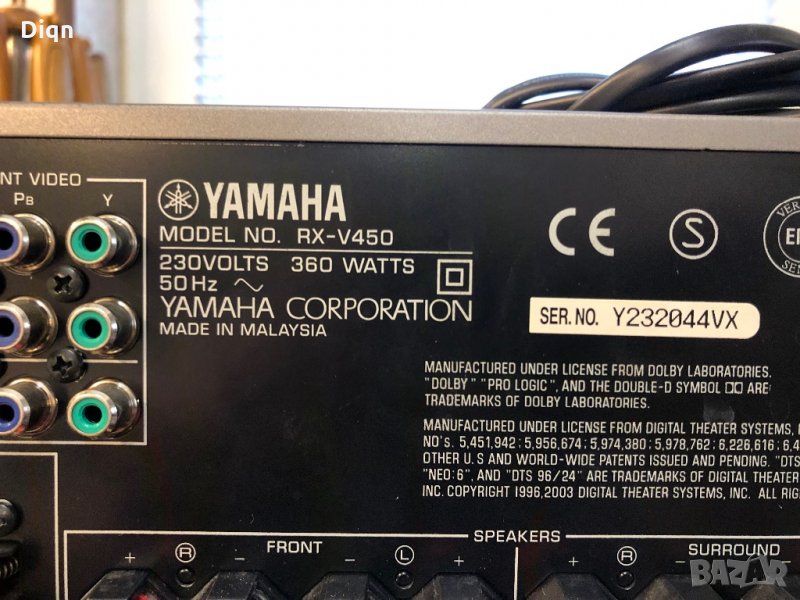 Diqn
NT VIDEO
PB Y
YAMAHA
MODEL NO. RX-V450
230VOLTS 360 WATTS
50Hz
YAMAHA CORPORATION
MADE IN MALAYSIA
CE S
SER.NO. Y232044VX
MANUFACTURED UNDER LICENSE FROM DOLBY LABORATORIES.
"DOLBY" "PRO LOGIC", AND THE DOUBLE-D SYMBOL ARE
TRADEMARKS OF DOLBY LABORATORIES.
MANUFACTURED UNDER LICENSE FROM DIGITAL THEATER SYSTEMS,
NO's. 5,451,942; 5,956,674; 5,974,380; 5,978,762; 6,226,616; 6,4
OTHER U.S AND WORLD-WIDE PATENTS ISSUED AND PENDING. "DTS
"NEO:6", AND "DTS 96/24" ARE TRADEMARKS OF DIGITAL THEATER
INC. COPYRIGHT 1996,2003 DIGITAL THEATER SYSTEMS, INC. ALL
SPEAKERS
+ R - FRONT - L + + R - SURROUND
BAZAR